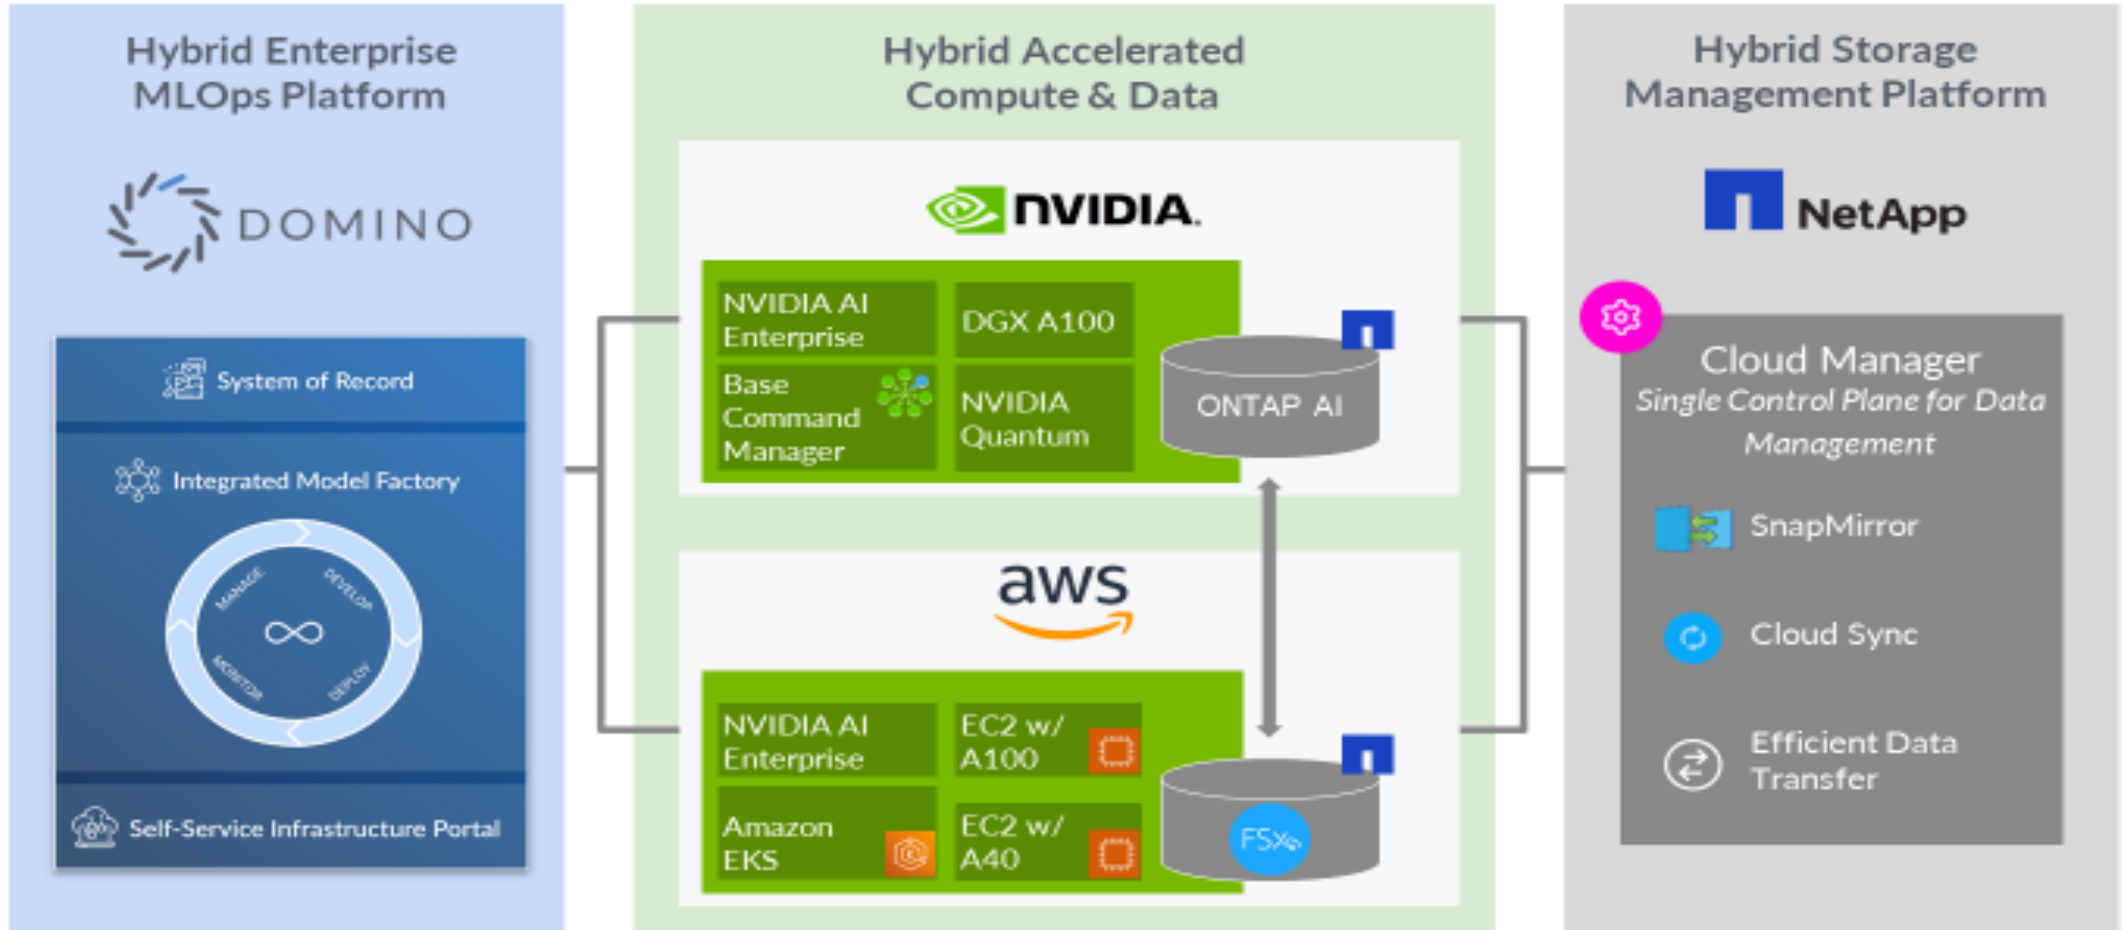 Hybrid Enterprise
MLOps Platform
DOMINO
System of Record
Integrated Model Factory
MANAGE
DEVELOP
MONITOR
DEPLOY
Self-Service Infrastructure Portal
Hybrid Accelerated
Compute & Data
NVIDIA.
NVIDIA AI
Enterprise
DGX A100
Base
Command
Manager
NVIDIA
Quantum
ONTAP AI
aws
NVIDIA AI
Enterprise
EC2 w/
A100
Amazon
EKS
EC2 w/
A40
FSx
Hybrid Storage
Management Platform
NetApp
Cloud Manager
Single Control Plane for Data
Management
SnapMirror
Cloud Sync
Efficient Data
Transfer